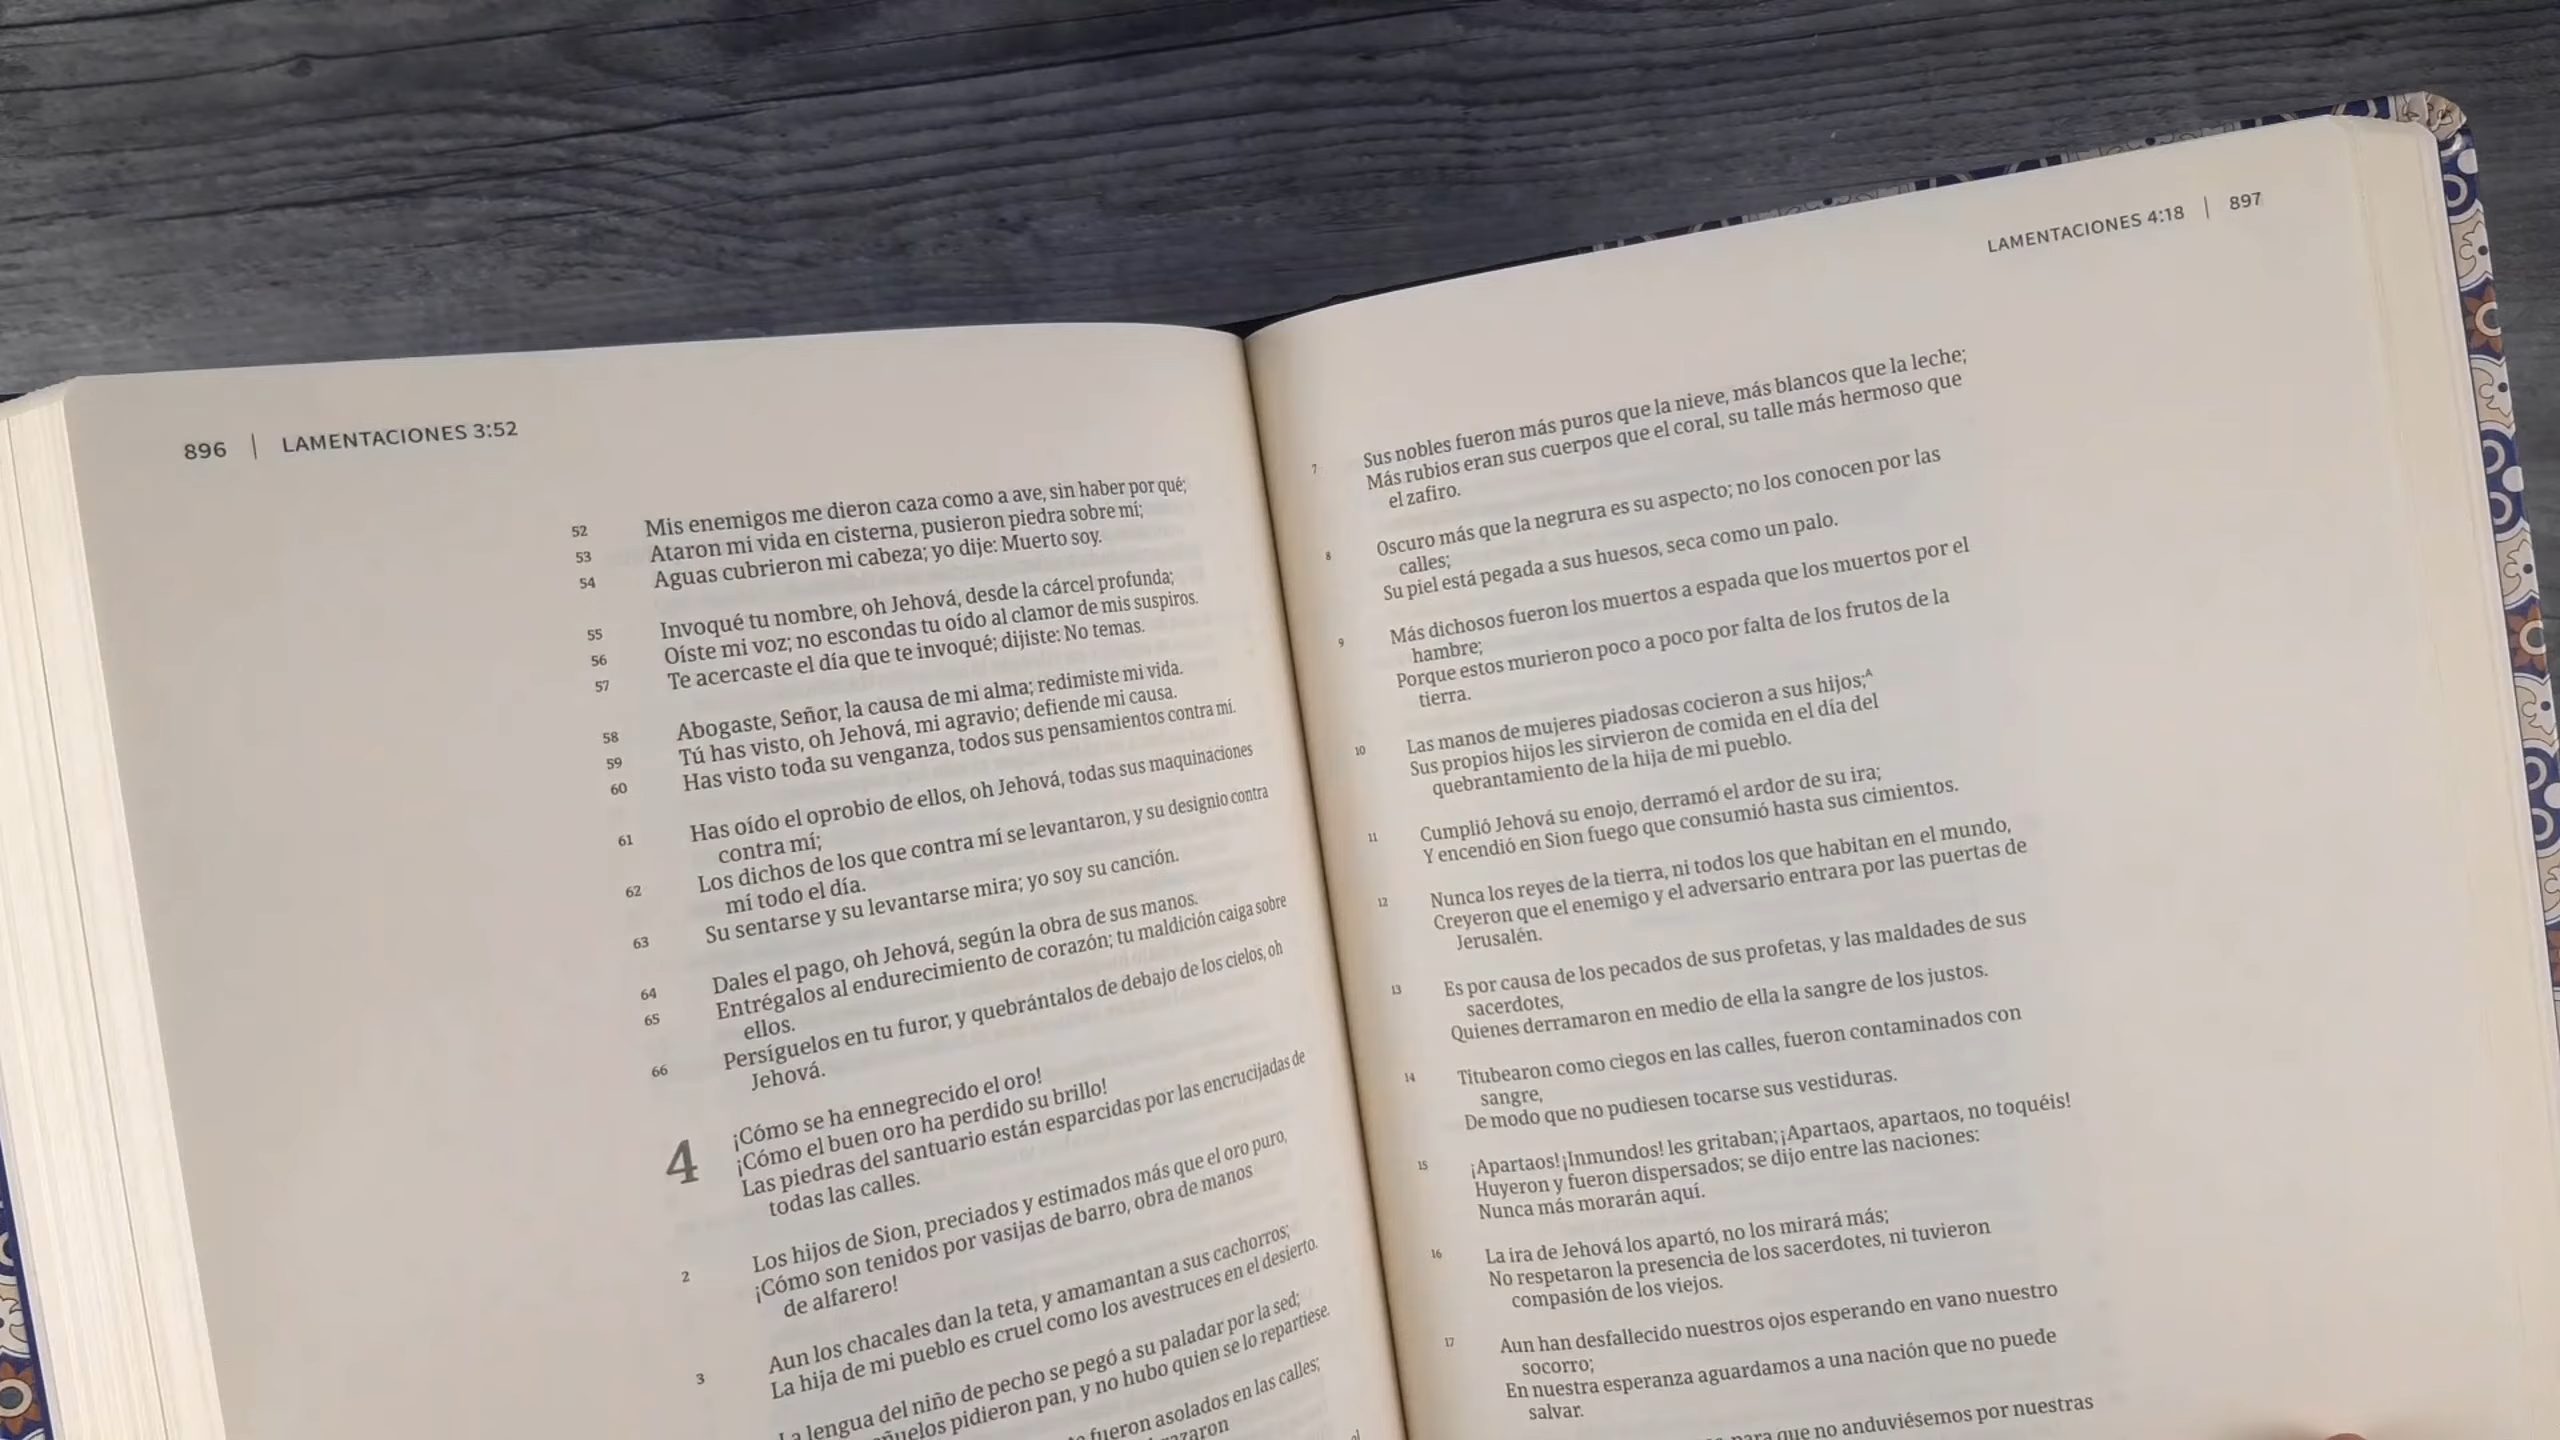 896 | LAMENTACIONES 3:52
52 Mis enemigos me dieron caza como a ave, sin haber por qué;
53 Ataron mi vida en cisterna, pusieron piedra sobre mí;
54 Aguas cubrieron mi cabeza; yo dije: Muerto soy.
55 Invoqué tu nombre, oh Jehová, desde la cárcel profunda;
56 Oíste mi voz; no escondas tu oído al clamor de mis suspiros.
57 Te acercaste el día que te invoqué; dijiste: No temas.
58 Abogaste, Señor, la causa de mi alma; redimiste mi vida.
59 Tú has visto, oh Jehová, mi agravio; defiende mi causa.
60 Has visto toda su venganza, todos sus pensamientos contra mí.
61 Has oído el oprobio de ellos, oh Jehová, todas sus maquinaciones
contra mí;
62 Los dichos de los que contra mí se levantaron, y su designio contra
mí todo el día.
63 Su sentarse y su levantarse mira; yo soy su canción.
64 Dales el pago, oh Jehová, según la obra de sus manos.
65 Entrégalos al endurecimiento de corazón; tu maldición caiga sobre
ellos.
66 Persíguelos en tu furor, y quebrántalos de debajo de los cielos, oh
Jehová.
4 ¡Cómo se ha ennegrecido el oro!
¡Cómo el buen oro ha perdido su brillo!
Las piedras del santuario están esparcidas por las encrucijadas de
todas las calles.
2 Los hijos de Sion, preciados y estimados más que el oro puro,
¡Cómo son tenidos por vasijas de barro, obra de manos
de alfarero!
3 Aun los chacales dan la teta, y amamantan a sus cachorros;
La hija de mi pueblo es cruel como los avestruces en el desierto.
La lengua del niño de pecho se pegó a su paladar por la sed;
pidieron pan, y no hubo quien se lo repartiese.
fueron asolados en las calles;
LAMENTACIONES 4:18 | 897
7 Sus nobles fueron más puros que la nieve, más blancos que la leche;
Más rubios eran sus cuerpos que el coral, su talle más hermoso que
el zafiro.
8 Oscuro más que la negrura es su aspecto; no los conocen por las
calles;
Su piel está pegada a sus huesos, seca como un palo.
9 Más dichosos fueron los muertos a espada que los muertos por el
hambre;
Porque estos murieron poco a poco por falta de los frutos de la
tierra.
10 Las manos de mujeres piadosas cocieron a sus hijos;ᴬ
Sus propios hijos les sirvieron de comida en el día del
quebrantamiento de la hija de mi pueblo.
11 Cumplió Jehová su enojo, derramó el ardor de su ira;
Y encendió en Sion fuego que consumió hasta sus cimientos.
12 Nunca los reyes de la tierra, ni todos los que habitan en el mundo,
Creyeron que el enemigo y el adversario entrara por las puertas de
Jerusalén.
13 Es por causa de los pecados de sus profetas, y las maldades de sus
sacerdotes,
Quienes derramaron en medio de ella la sangre de los justos.
14 Titubearon como ciegos en las calles, fueron contaminados con
sangre,
De modo que no pudiesen tocarse sus vestiduras.
15 ¡Apartaos! ¡Inmundos! les gritaban; ¡Apartaos, apartaos, no toquéis!
Huyeron y fueron dispersados; se dijo entre las naciones:
Nunca más morarán aquí.
16 La ira de Jehová los apartó, no los mirará más;
No respetaron la presencia de los sacerdotes, ni tuvieron
compasión de los viejos.
17 Aun han desfallecido nuestros ojos esperando en vano nuestro
socorro;
En nuestra esperanza aguardamos a una nación que no puede
salvar.
para que no anduviésemos por nuestras